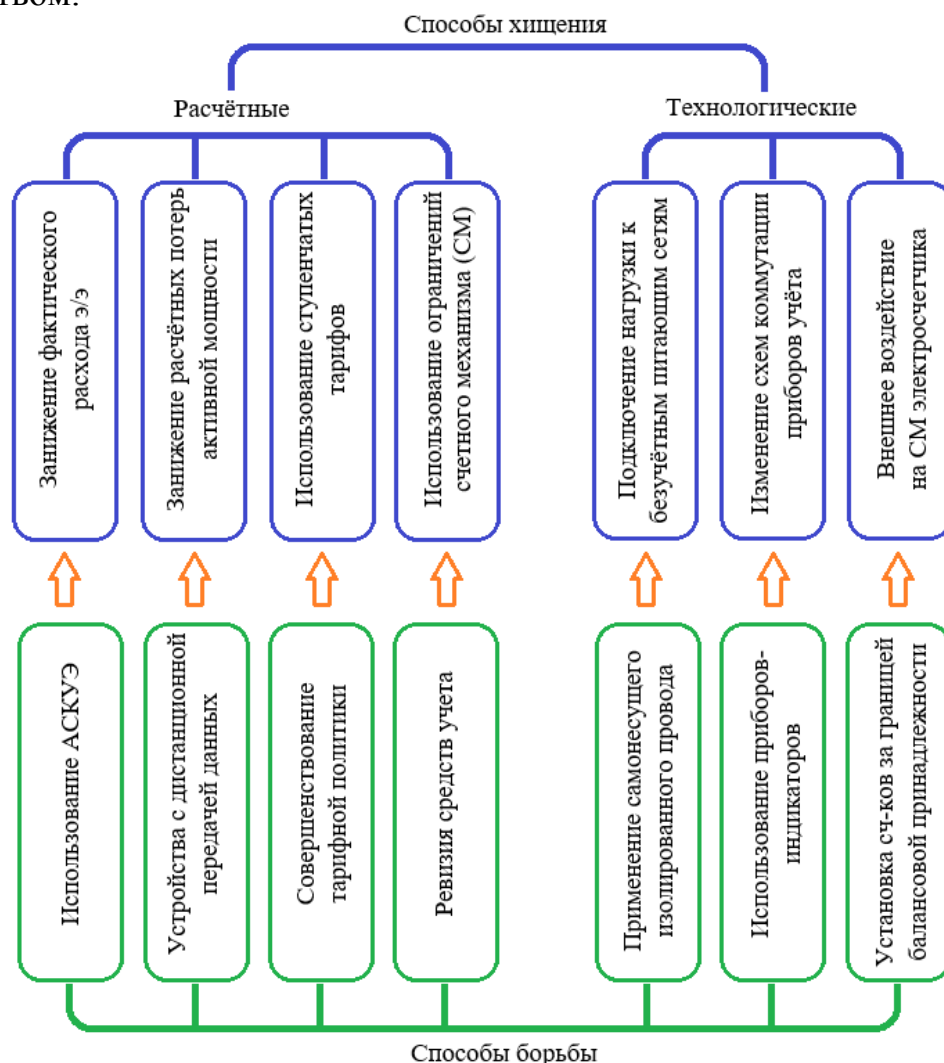 ством.
Способы хищения
Расчётные
Технологические
Занижение фактического
расхода э/э
Занижение расчётных потерь
активной мощности
Использование ступенчатых
тарифов
Использование ограничений
счетного механизма (СМ)
Подключение нагрузки к
безучётным питающим сетям
Изменение схем коммутации
приборов учёта
Внешнее воздействие
на СМ электросчетчика
Использование АСКУЭ
Устройства с дистанционной
передачей данных
Совершенствование
тарифной политики
Ревизия средств учета
Применение самонесущего
изолированного провода
Использование приборов-
индикаторов
Установка сч-ков за границей
балансовой принадлежности
Способы борьбы